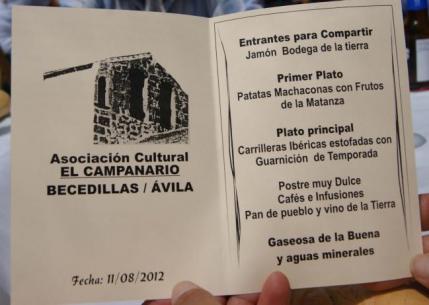 Asociación Cultural
EL CAMPANARIO
BECEDILLAS / ÁVILA
Fecha: 11/08/2012
Entrantes para Compartir
Jamón Bodega de la tierra
Primer Plato
Patatas Machaconas con Frutos
de la Matanza
Plato principal
Carrilleras Ibéricas estofadas con
Guarnición de Temporada
Postre muy Dulce
Cafés e Infusiones
Pan de pueblo y vino de la Tierra
Gaseosa de la Buena
y aguas minerales